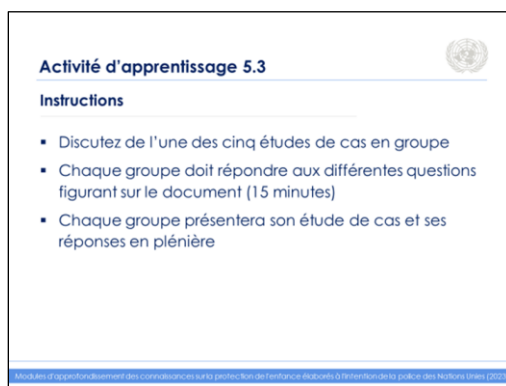 Activité d'apprentissage 5.3
Instructions
▪ Discutez de l'une des cinq études de cas en groupe
▪ Chaque groupe doit répondre aux différentes questions
figurant sur le document (15 minutes)
▪ Chaque groupe présentera son étude de cas et ses
réponses en plénière
Modules d'approfondissement des connaissances sur la protection de l'enfance élaborés à l'intention de la police des Nations Unies (2023